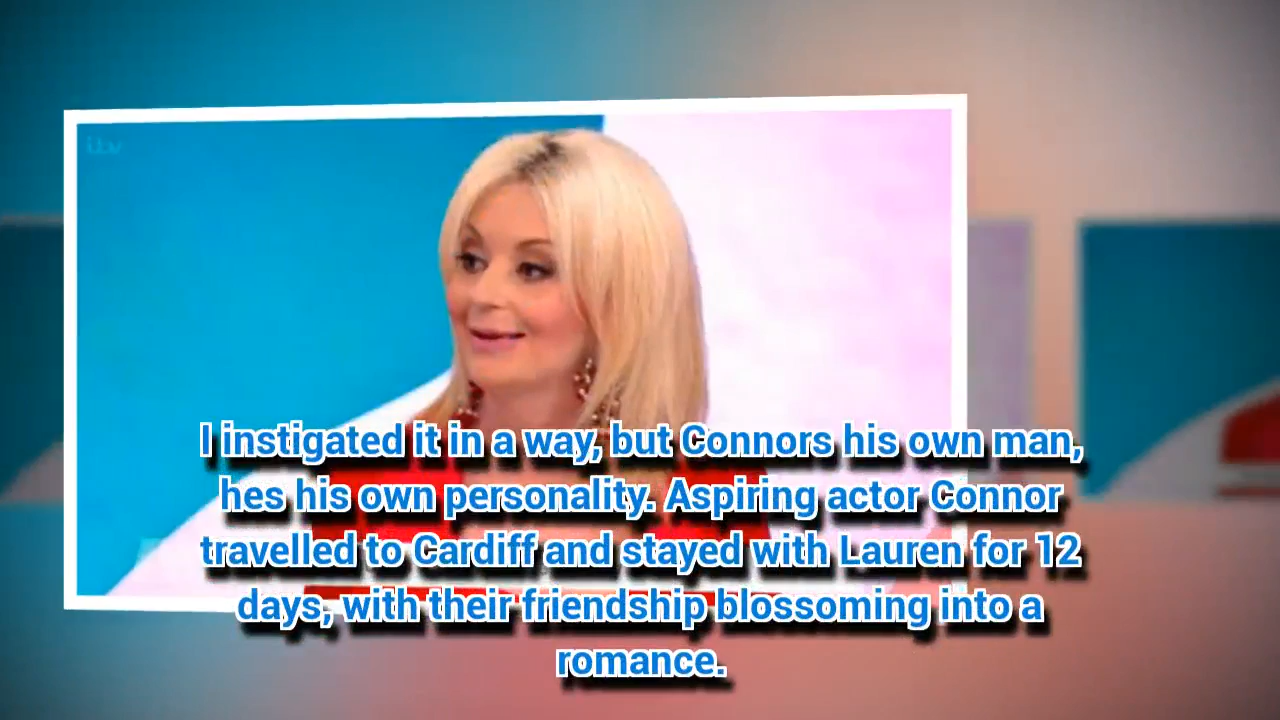 itv
I instigated it in a way, but Connors his own man,
hes his own personality. Aspiring actor Connor
travelled to Cardiff and stayed with Lauren for 12
days, with their friendship blossoming into a
romance.